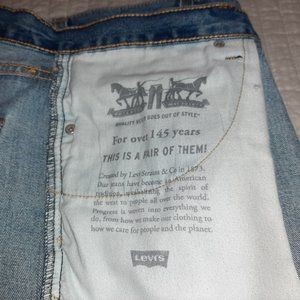 QUALITY NEVER GOES OUT OF STYLE
For over 145 years
THIS IS A PAIR OF THEM!
Created by Levi Strauss & Co in 1873.
Our jeans have become an American
the spirit of
the west to people all over the world.
Progress is woven into everything we
do, from how we make our clothing to
how we care for people and the planet.
Levi's